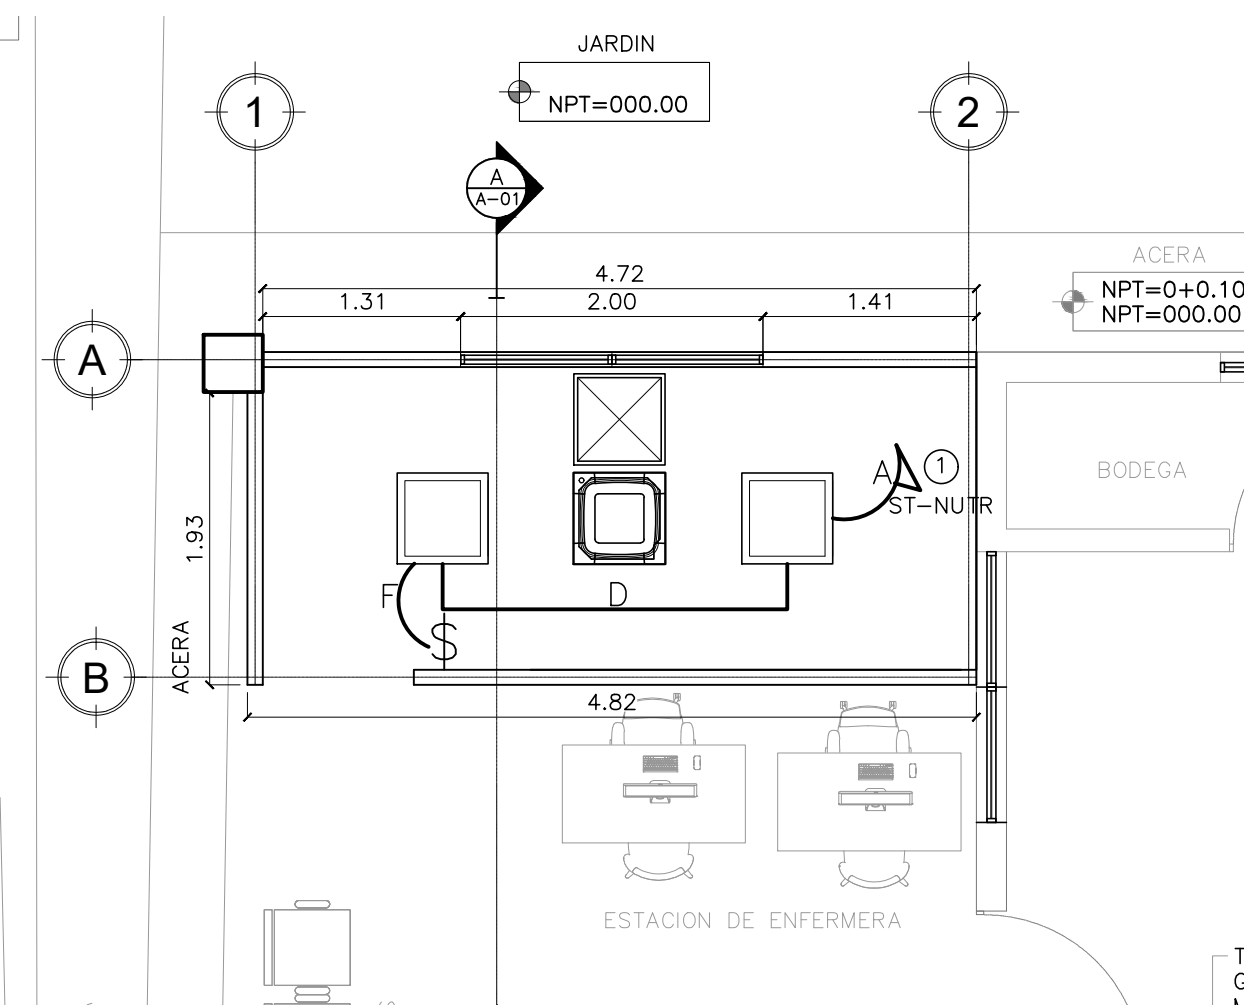 JARDIN
NPT=000.00
1
2
A
A-01
ACERA
NPT=0+0.10
NPT=000.00
4.72
1.31
2.00
1.41
A
A
1
ST-NUTR
BODEGA
1.93
F
D
S
ACERA
B
4.82
ESTACION DE ENFERMERA
T
G